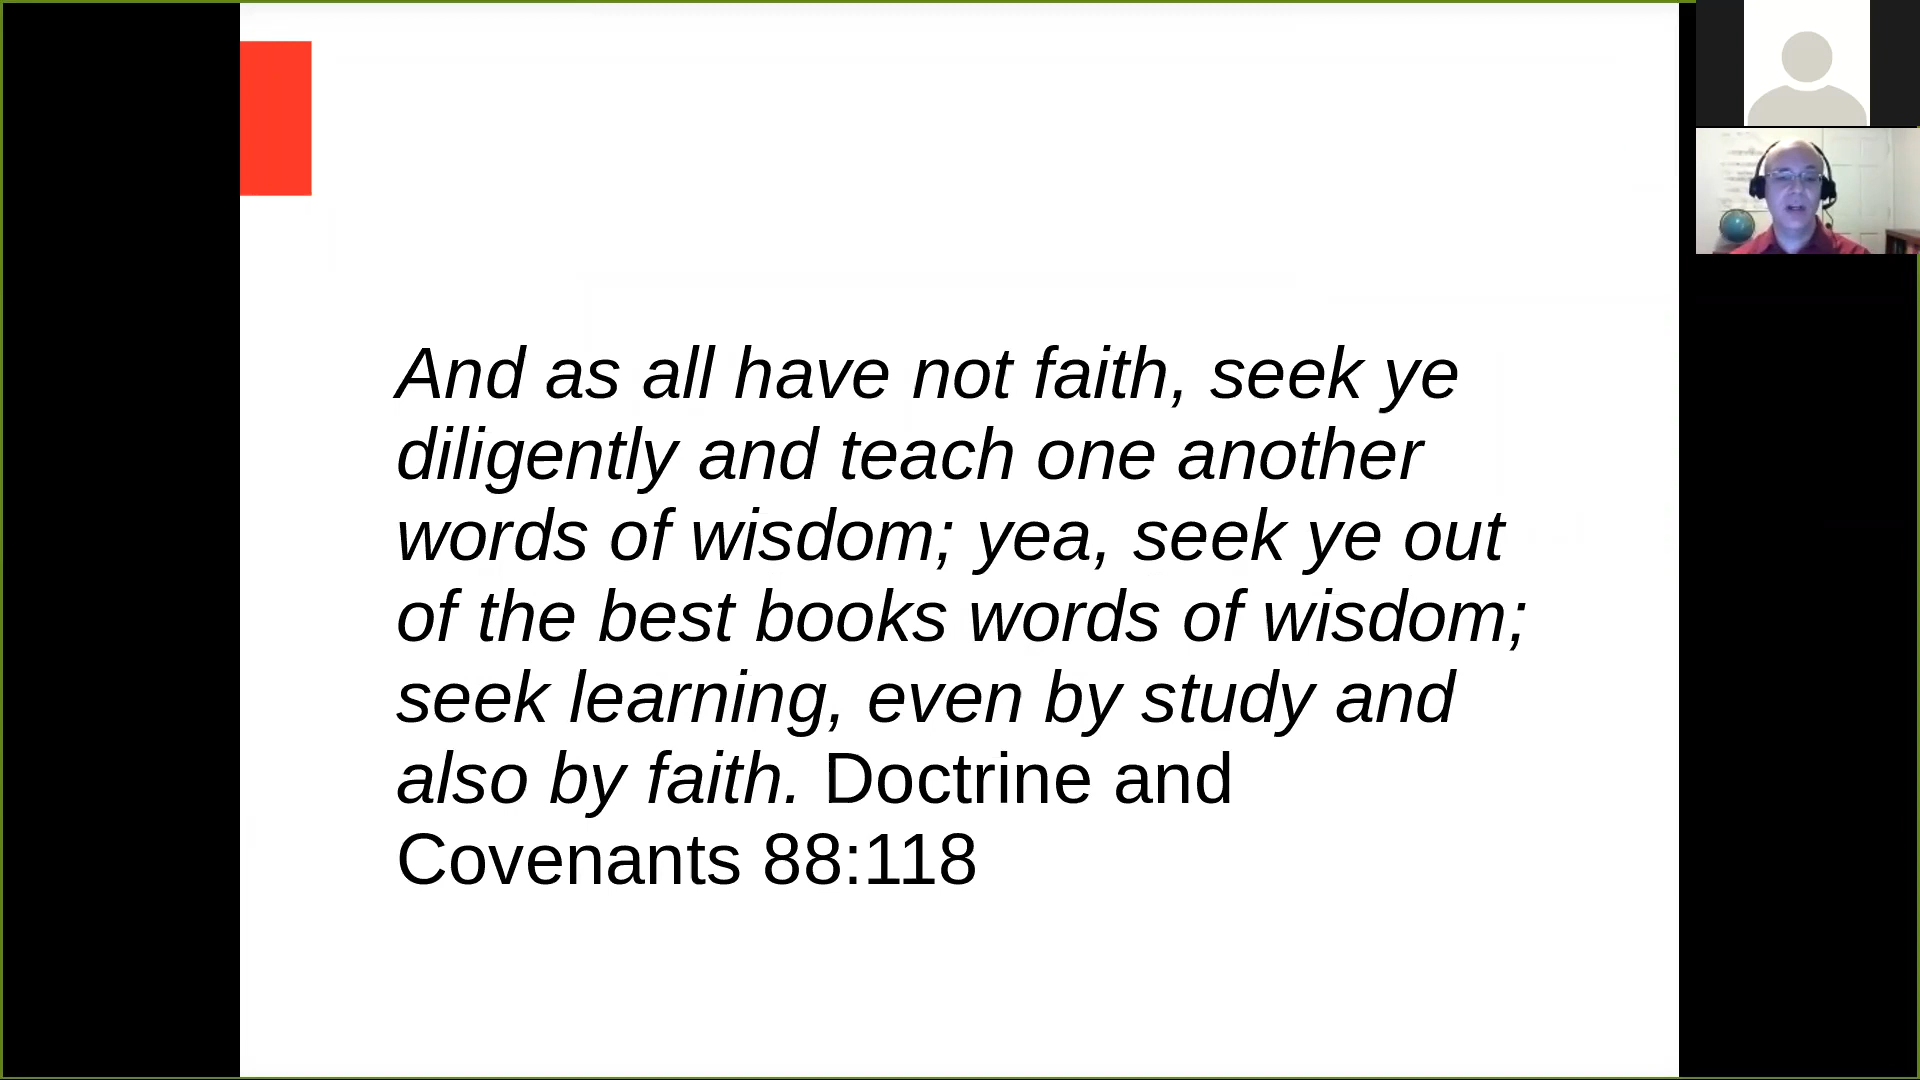 And as all have not faith, seek ye
diligently and teach one another
words of wisdom; yea, seek ye out
of the best books words of wisdom;
seek learning, even by study and
also by faith. Doctrine and
Covenants 88:118